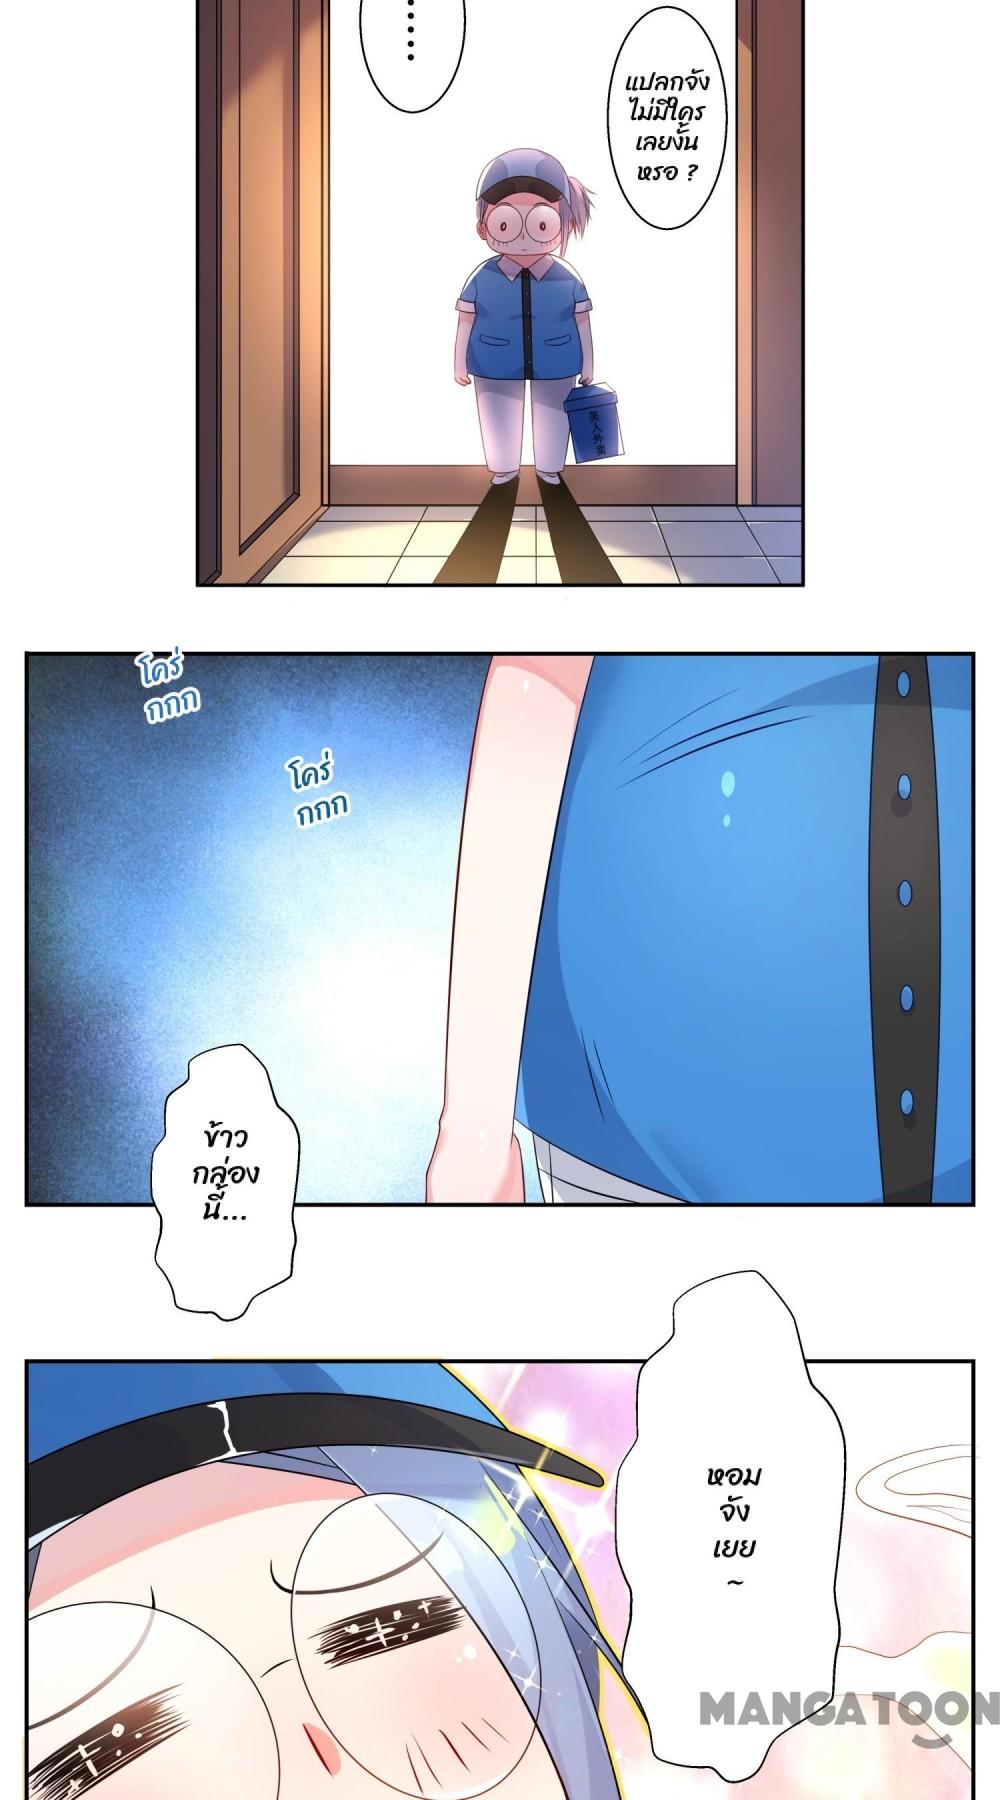 ......
แปลกจัง
ไม่มีใคร
เลยงั้น
หรอ ?
美人外卖
โคร่
กกก
โคร่
กกก
ข้าว
กล่อง
นี้...
หอม
จัง
เยย
~
MANGATOON